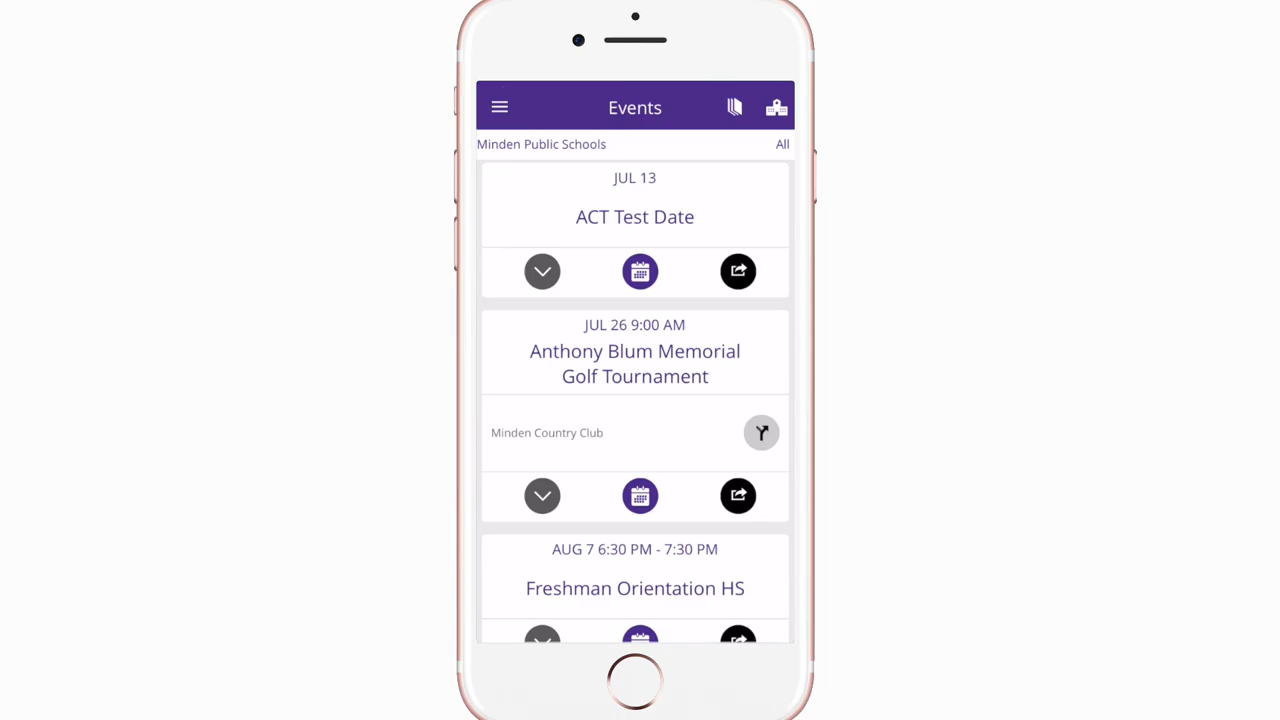 Events
Minden Public Schools All
JUL 13
ACT Test Date
JUL 26 9:00 AM
Anthony Blum Memorial
Golf Tournament
Minden Country Club
AUG 7 6:30 PM - 7:30 PM
Freshman Orientation HS